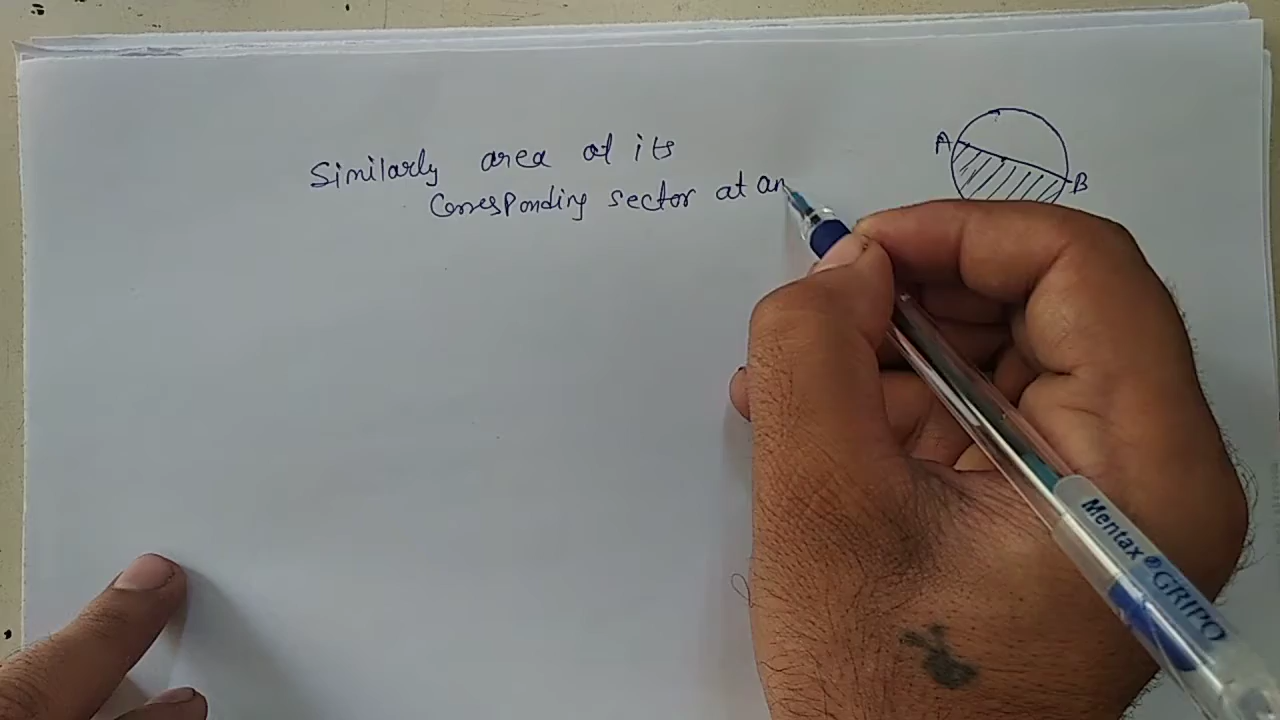 Similarly area of its
Corresponding sector at an
A
B
Mentax® GRIPO